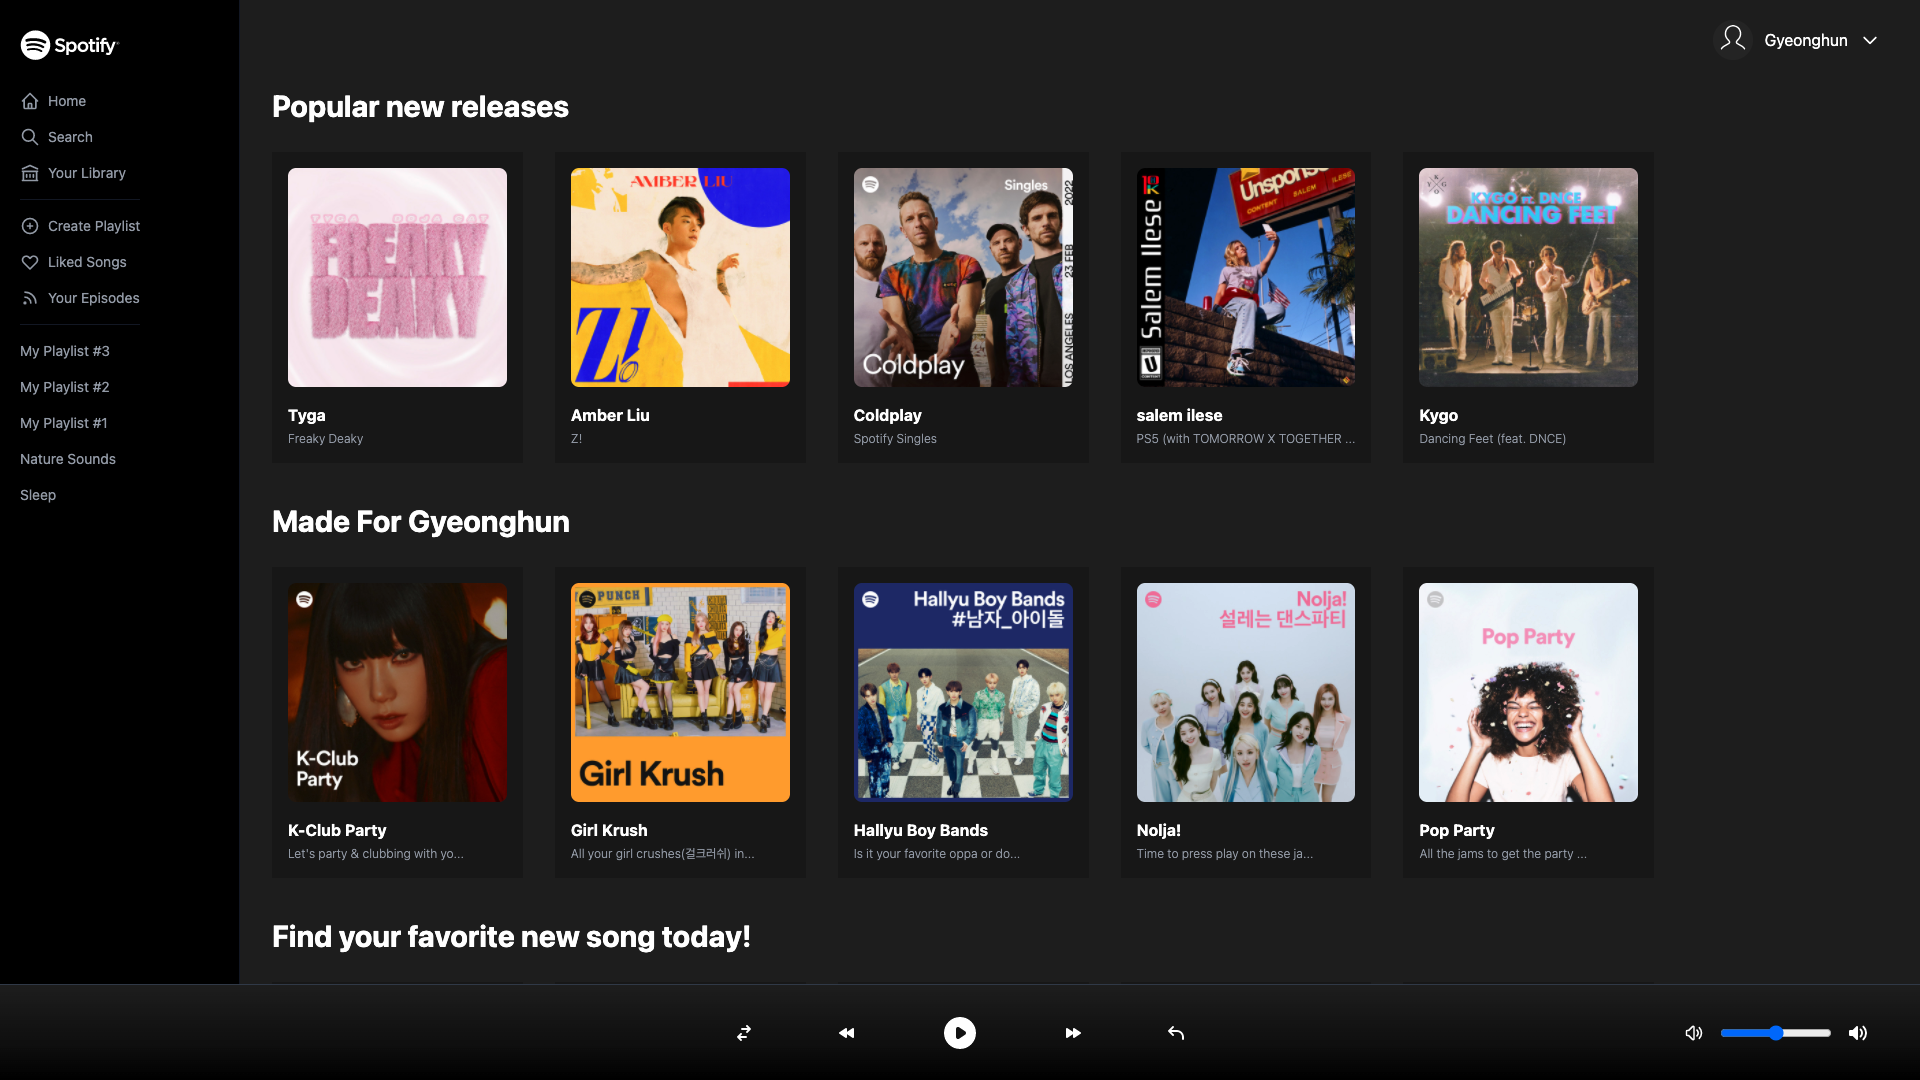 Spotify
Gyeonghun
Home
Search
Your Library
Create Playlist
Liked Songs
Your Episodes
My Playlist #3
My Playlist #2
My Playlist #1
Nature Sounds
Sleep
Popular new releases
FREAKY
DEAKY
Tyga
Freaky Deaky
AMBER LIU
Z!
Amber Liu
Z!
Singles
2022
23 FEB
LOS ANGELES
Coldplay
Coldplay
Spotify Singles
Salem Ilese
CONTENT
SALEM
ILESE
salem ilese
PS5 (with TOMORROW X TOGETHER ...
KYGO FT. DNCE
DANCING FEET
Kygo
Dancing Feet (feat. DNCE)
Made For Gyeonghun
K-Club
Party
K-Club Party
Let's party & clubbing with yo...
PUNCH
Girl Krush
Girl Krush
All your girl crushes(걸크러쉬) in...
Hallyu Boy Bands
#남자_아이돌
Hallyu Boy Bands
Is it your favorite oppa or do...
Nolja!
설레는 댄스파티
Nolja!
Time to press play on these ja...
Pop Party
Pop Party
All the jams to get the party ...
Find your favorite new song today!